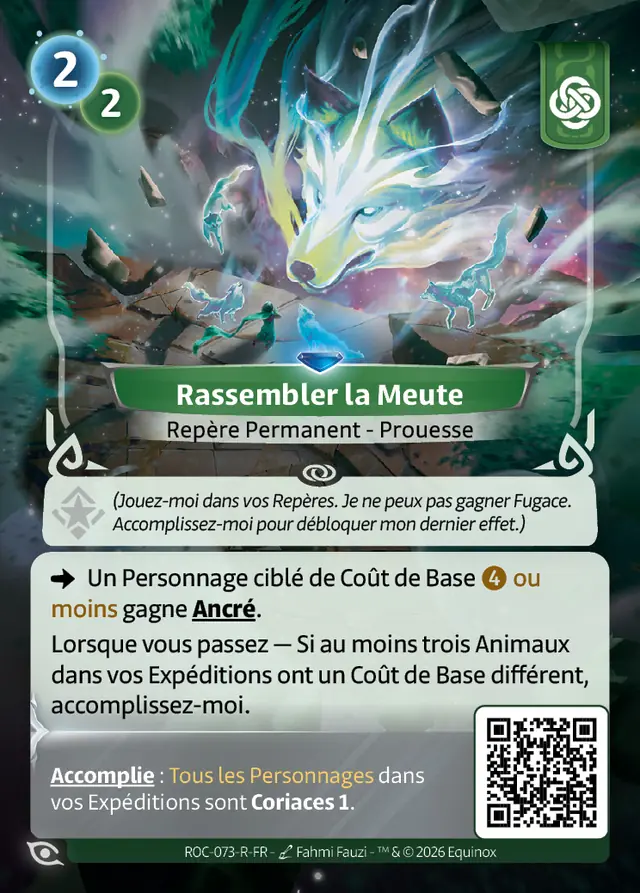 2
2
Rassembler la Meute
Repère Permanent - Prouesse
(Jouez-moi dans vos Repères. Je ne peux pas gagner Fugace.
Accomplissez-moi pour débloquer mon dernier effet.)
Un Personnage ciblé de Coût de Base 4 ou
moins gagne Ancré.
Lorsque vous passez — Si au moins trois Animaux
dans vos Expéditions ont un Coût de Base différent,
accomplissez-moi.
Accomplie : Tous les Personnages dans
vos Expéditions sont Coriaces 1.
ROC-073-R-FR - Fahmi Fauzi - ™ & © 2026 Equinox